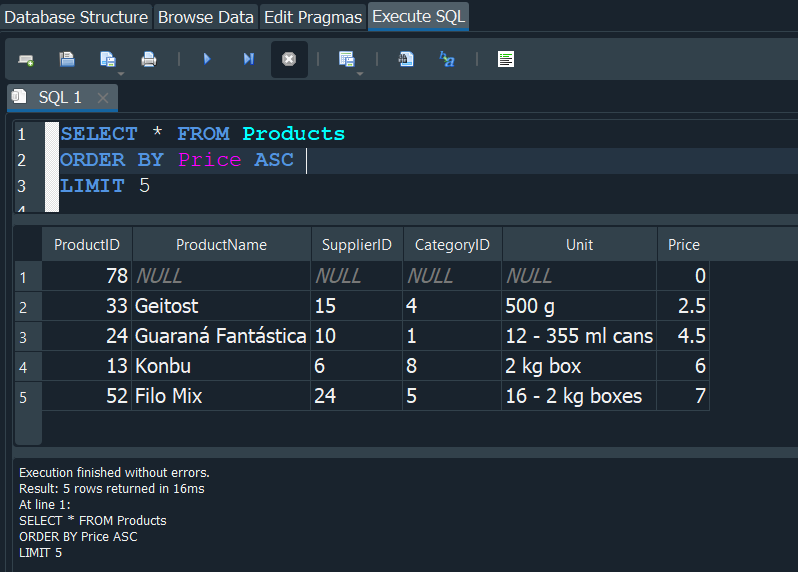 Database Structure Browse Data Edit Pragmas Execute SQL
SQL 1
1 SELECT * FROM Products
2 ORDER BY Price ASC
3 LIMIT 5
4
ProductID ProductName SupplierID CategoryID Unit Price
1 78 NULL NULL NULL NULL 0
2 33 Geitost 15 4 500 g 2.5
3 24 Guaraná Fantástica 10 1 12 - 355 ml cans 4.5
4 13 Konbu 6 8 2 kg box 6
5 52 Filo Mix 24 5 16 - 2 kg boxes 7
Execution finished without errors.
Result: 5 rows returned in 16ms
At line 1:
SELECT * FROM Products
ORDER BY Price ASC
LIMIT 5